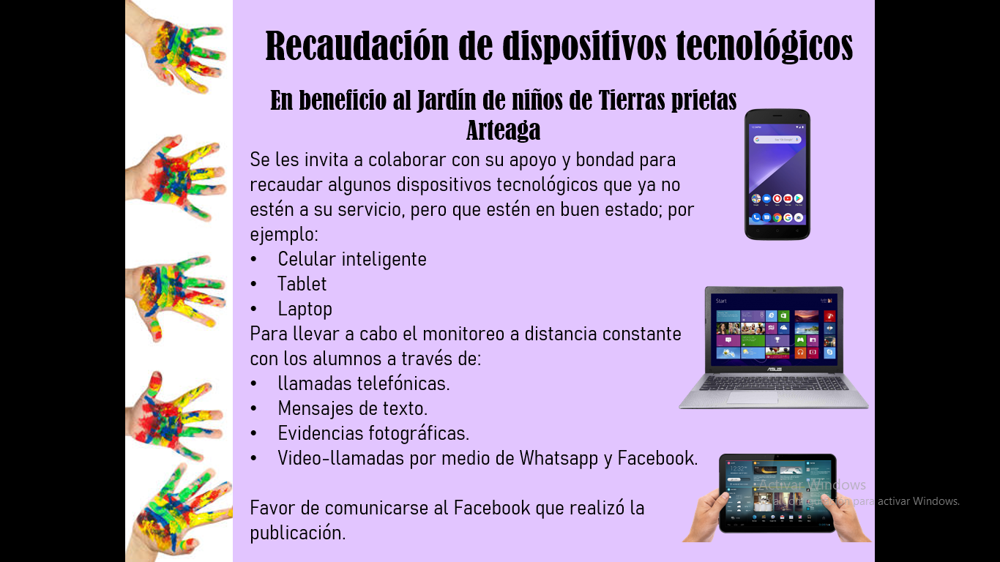 Recaudación de dispositivos tecnológicos
En beneficio al Jardín de niños de Tierras prietas
Arteaga
Se les invita a colaborar con su apoyo y bondad para
recaudar algunos dispositivos tecnológicos que ya no
estén a su servicio, pero que estén en buen estado; por
ejemplo:
• Celular inteligente
• Tablet
• Laptop
Para llevar a cabo el monitoreo a distancia constante
con los alumnos a través de:
• llamadas telefónicas.
• Mensajes de texto.
• Evidencias fotográficas.
• Video-llamadas por medio de Whatsapp y Facebook.
Favor de comunicarse al Facebook que realizó la
publicación.
Start
ASUS
Activar Windows
para activar Windows.